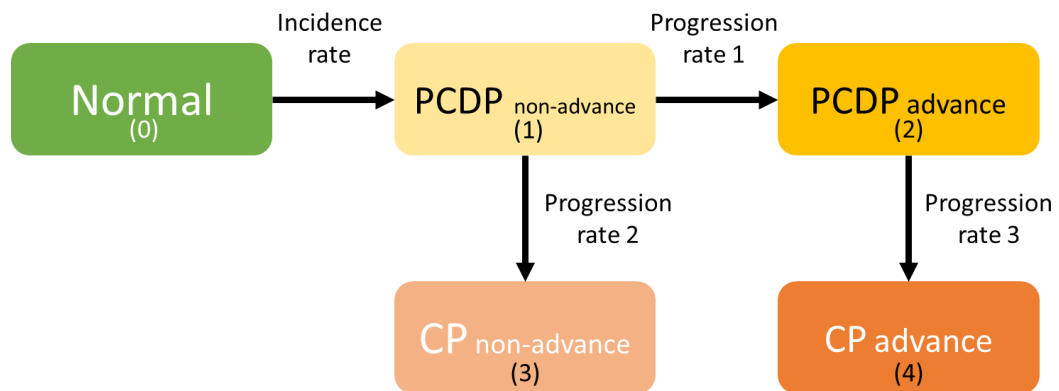 Incidence
rate
Progression
rate 1
Normal
(0)
PCDP non-advance
(1)
PCDP advance
(2)
Progression
rate 2
Progression
rate 3
CP non-advance
(3)
CP advance
(4)